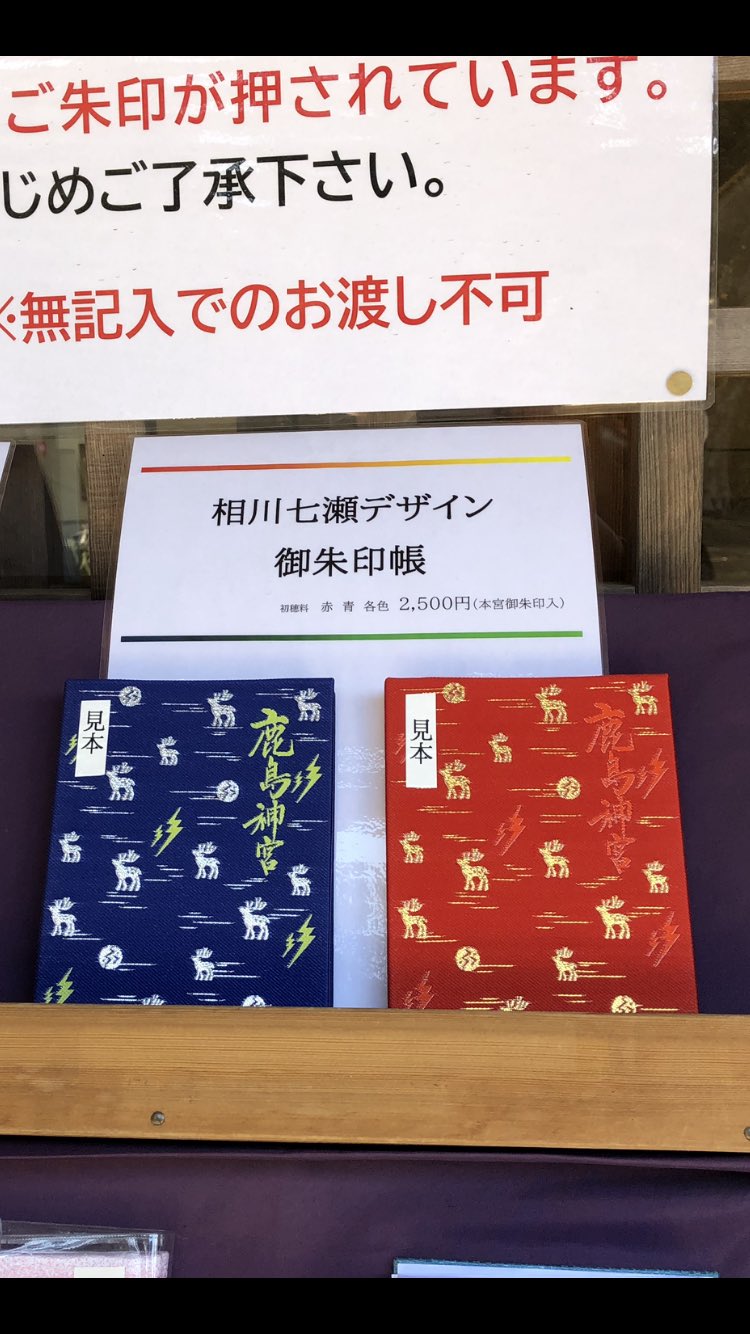 ご朱印が押されています。
じめご了承下さい。
※無記入でのお渡し不可
相川七瀬デザイン
御朱印帳
初穂料 赤 青 各色 2,500円(本宮御朱印入)
見本
鹿島神宮
見本
鹿島神宮